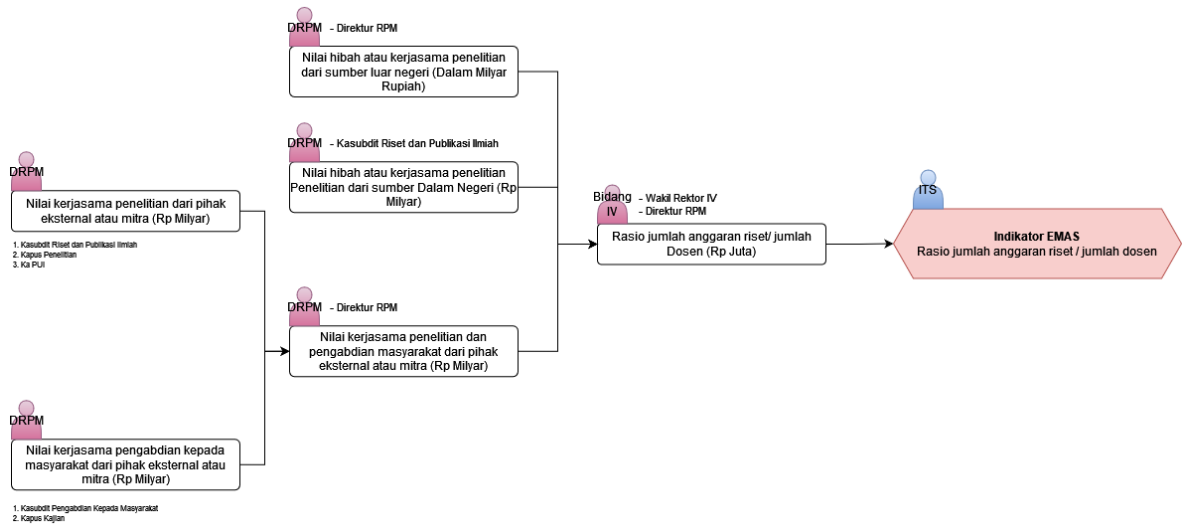 DRPM - Direktur RPM
Nilai hibah atau kerjasama penelitian
dari sumber luar negeri (Dalam Milyar
Rupiah)
DRPM - Kasubdit Riset dan Publikasi Ilmiah
Nilai hibah atau kerjasama penelitian
Penelitian dari sumber Dalam Negeri (Rp
Milyar)
DRPM
Nilai kerjasama penelitian dari pihak
eksternal atau mitra (Rp Milyar)
1. Kasubdit Riset dan Publikasi Ilmiah
2. Kapus Penelitian
3. Ka PUI
DRPM - Direktur RPM
Nilai kerjasama penelitian dan
pengabdian masyarakat dari pihak
eksternal atau mitra (Rp Milyar)
DRPM
Nilai kerjasama pengabdian kepada
masyarakat dari pihak eksternal atau
mitra (Rp Milyar)
1. Kasubdit Pengabdian Kepada Masyarakat
2. Kapus Kajian
Bidang
IV
- Wakil Rektor IV
- Direktur RPM
Rasio jumlah anggaran riset/ jumlah
Dosen (Rp Juta)
ITS
Indikator EMAS
Rasio jumlah anggaran riset / jumlah dosen